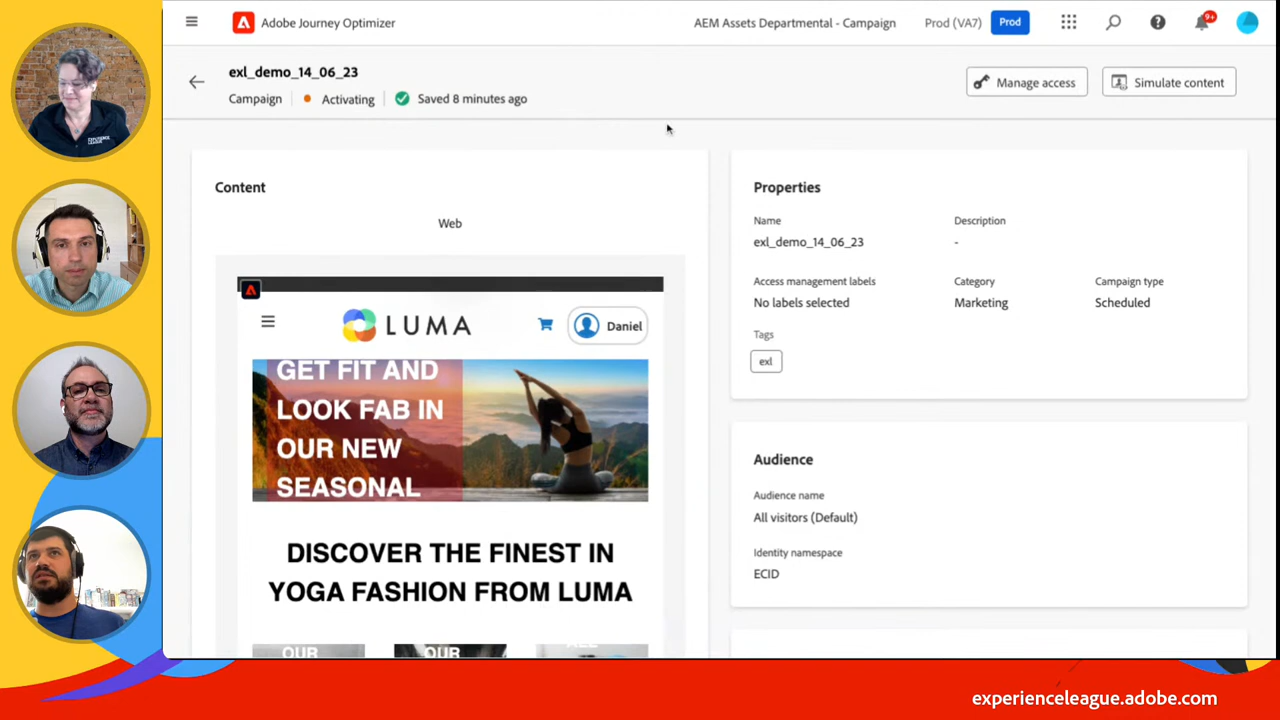 Adobe Journey Optimizer
AEM Assets Departmental - Campaign
Prod (VA7)
Prod
9+
exl_demo_14_06_23
Campaign
Activating
Saved 8 minutes ago
Manage access
Simulate content
Content
Web
LUMA
Daniel
GET FIT AND
LOOK FAB IN
OUR NEW
SEASONAL
DISCOVER THE FINEST IN
YOGA FASHION FROM LUMA
OUR
OUR
Properties
Name
Description
exl_demo_14_06_23
-
Access management labels
Category
Campaign type
No labels selected
Marketing
Scheduled
Tags
exl
Audience
Audience name
All visitors (Default)
Identity namespace
ECID
experienceleague.adobe.com